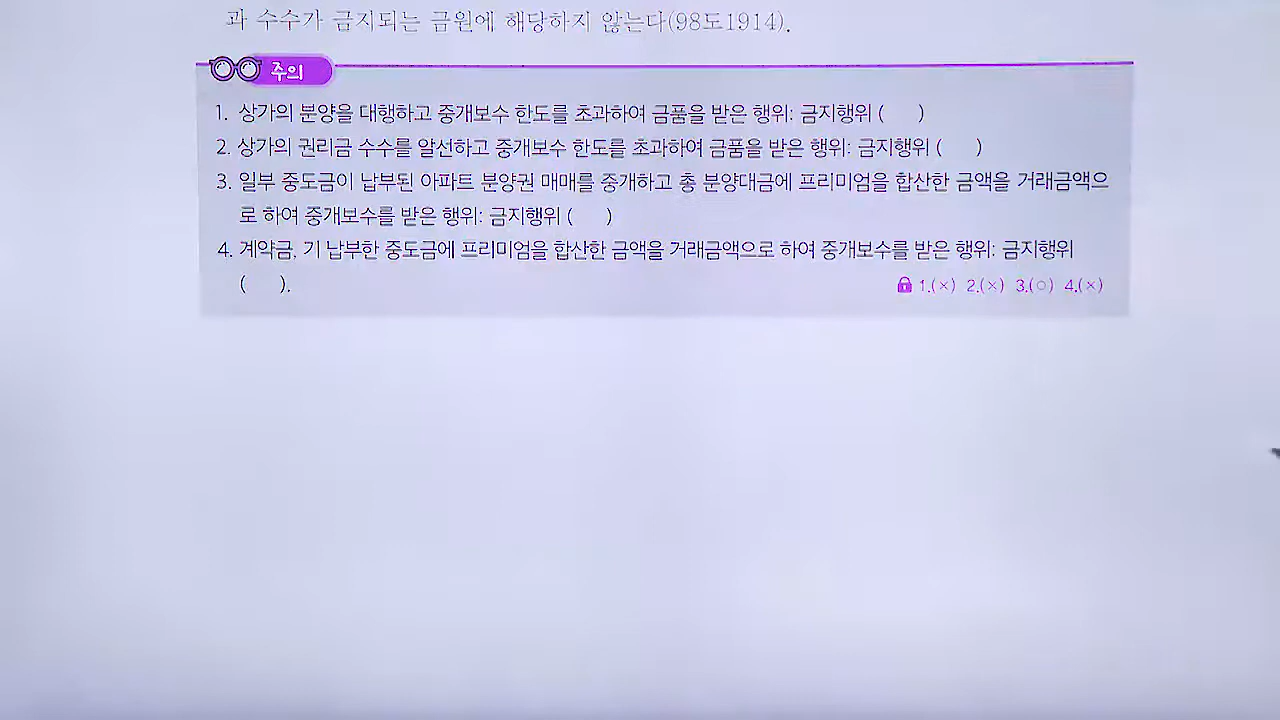 과 수수가 금지되는 금원에 해당하지 않는다(98도1914).
주의
1. 상가의 분양을 대행하고 중개보수 한도를 초과하여 금품을 받은 행위: 금지행위 (      )
2. 상가의 권리금 수수를 알선하고 중개보수 한도를 초과하여 금품을 받은 행위: 금지행위 (      )
3. 일부 중도금이 납부된 아파트 분양권 매매를 중개하고 총 분양대금에 프리미엄을 합산한 금액을 거래금액으
로 하여 중개보수를 받은 행위: 금지행위 (      )
4. 계약금, 기 납부한 중도금에 프리미엄을 합산한 금액을 거래금액으로 하여 중개보수를 받은 행위: 금지행위
(      ).
1.(×) 2.(×) 3.(○) 4.(×)